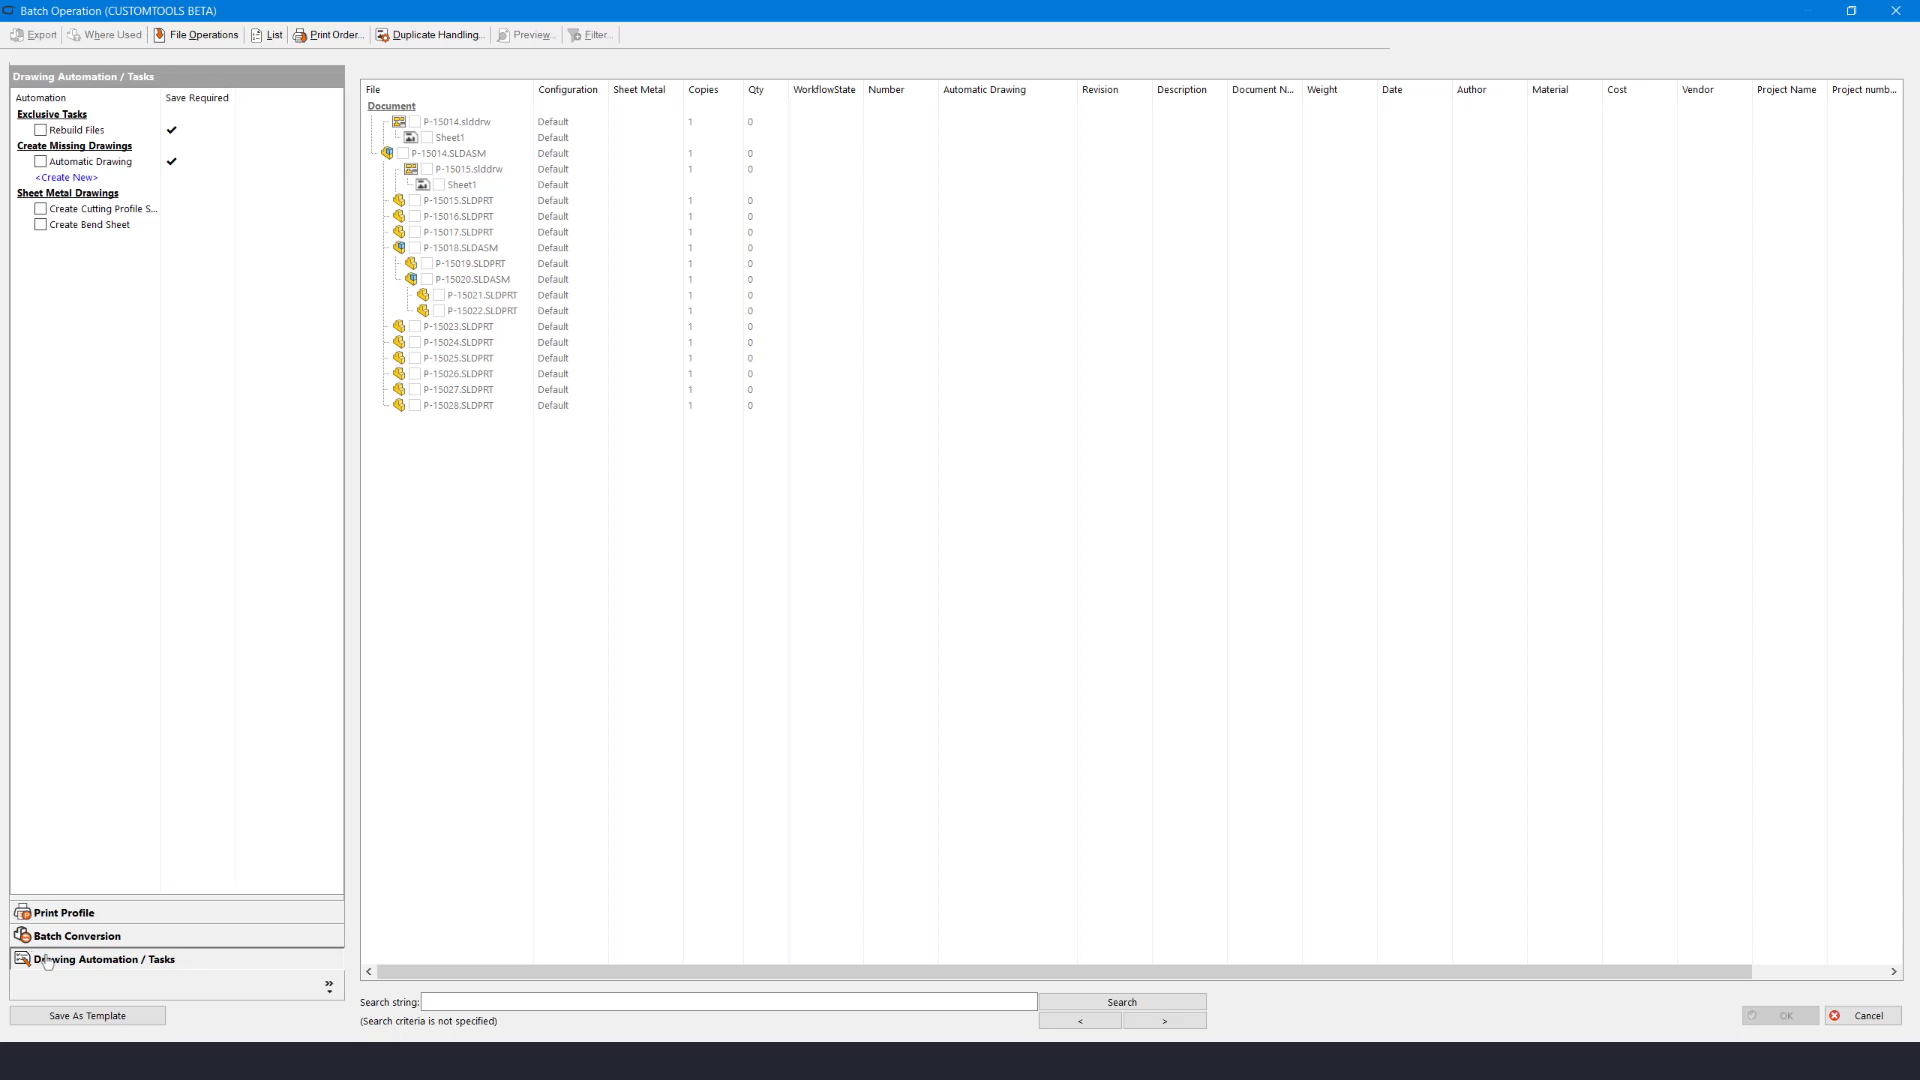 Batch Operation (CUSTOMTOOLS BETA)
Export Where Used File Operations List Print Order... Duplicate Handling... Preview... Filter...
Drawing Automation / Tasks
Automation Save Required
Exclusive Tasks
Rebuild Files
Create Missing Drawings
Automatic Drawing
<Create New>
Sheet Metal Drawings
Create Cutting Profile S...
Create Bend Sheet
Print Profile
Batch Conversion
Drawing Automation / Tasks
»
Save As Template
File Configuration Sheet Metal Copies Qty WorkflowState Number Automatic Drawing Revision Description Document N... Weight Date Author Material Cost Vendor Project Name Project numb...
Document
P-15014.slddrw Default 1 0
Sheet1 Default
P-15014.SLDASM Default 1 0
P-15015.slddrw Default 1 0
Sheet1 Default
P-15015.SLDPRT Default 1 0
P-15016.SLDPRT Default 1 0
P-15017.SLDPRT Default 1 0
P-15018.SLDASM Default 1 0
P-15019.SLDPRT Default 1 0
P-15020.SLDASM Default 1 0
P-15021.SLDPRT Default 1 0
P-15022.SLDPRT Default 1 0
P-15023.SLDPRT Default 1 0
P-15024.SLDPRT Default 1 0
P-15025.SLDPRT Default 1 0
P-15026.SLDPRT Default 1 0
P-15027.SLDPRT Default 1 0
P-15028.SLDPRT Default 1 0
Search string: Search
(Search criteria is not specified) < >
OK Cancel